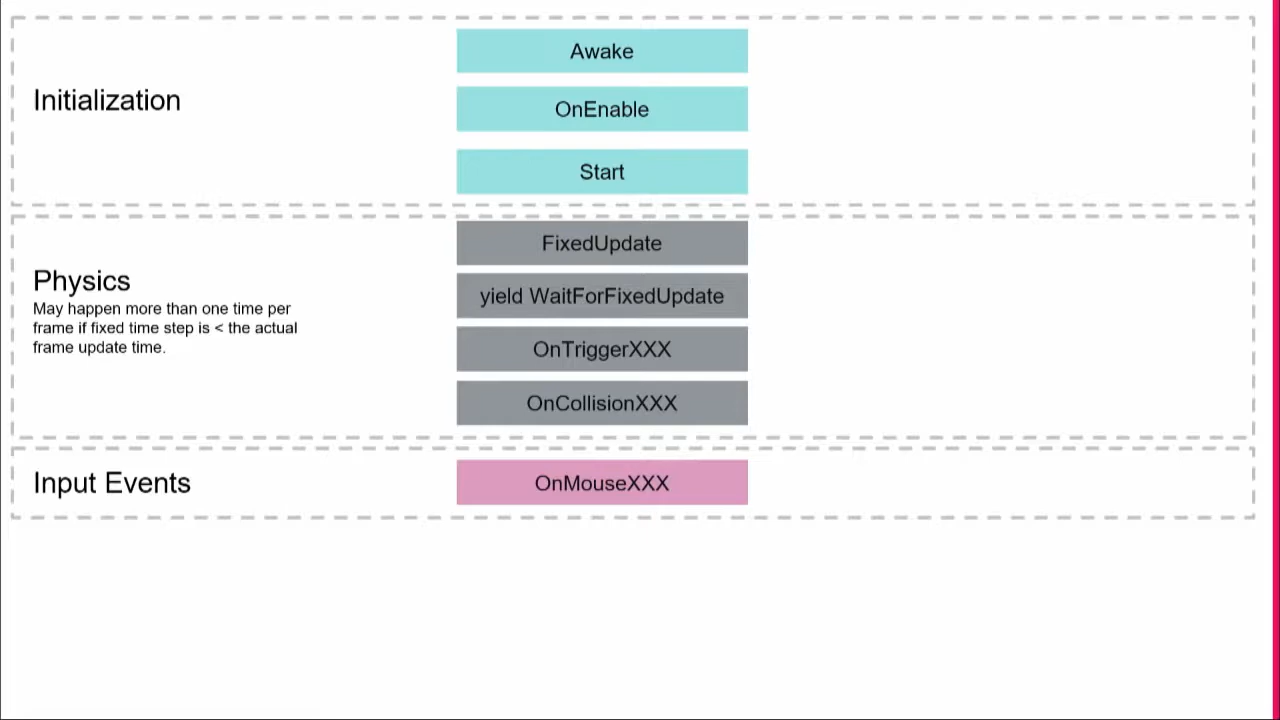 Awake
Initialization
OnEnable
Start
FixedUpdate
Physics
May happen more than one time per
frame if fixed time step is < the actual
frame update time.
yield WaitForFixedUpdate
OnTriggerXXX
OnCollisionXXX
Input Events
OnMouseXXX